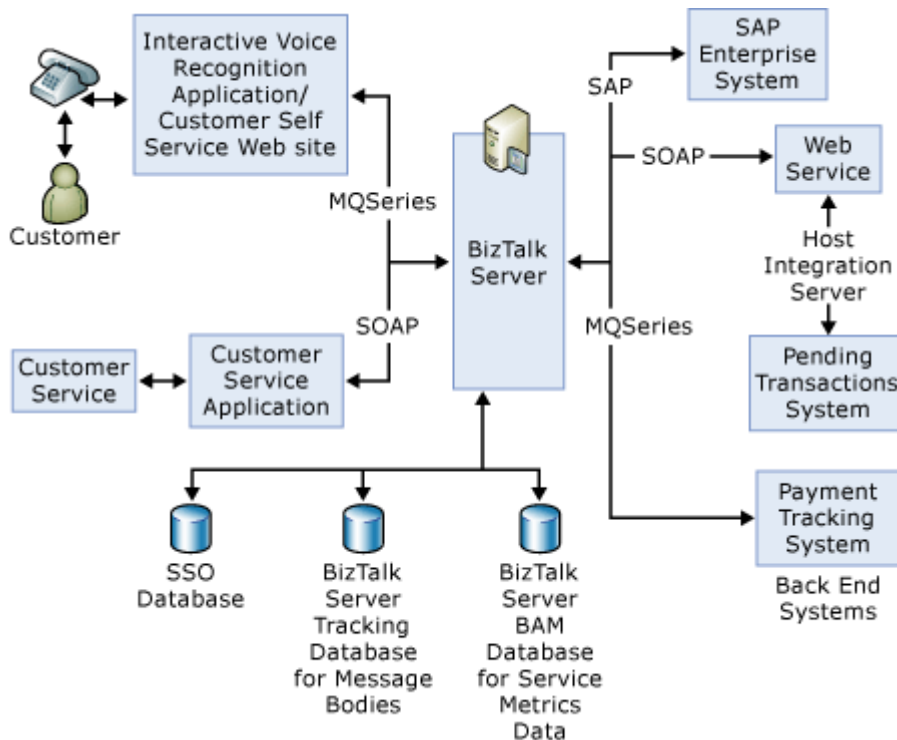 Interactive Voice
Recognition
Application/
Customer Self
Service Web site
Customer
MQSeries
SOAP
Customer
Service
Customer
Service
Application
BizTalk
Server
SAP
SAP
Enterprise
System
SOAP
Web
Service
Host
Integration
Server
MQSeries
Pending
Transactions
System
Payment
Tracking
System
Back End
Systems
SSO
Database
BizTalk
Server
Tracking
Database
for Message
Bodies
BizTalk
Server
BAM
Database
for Service
Metrics
Data